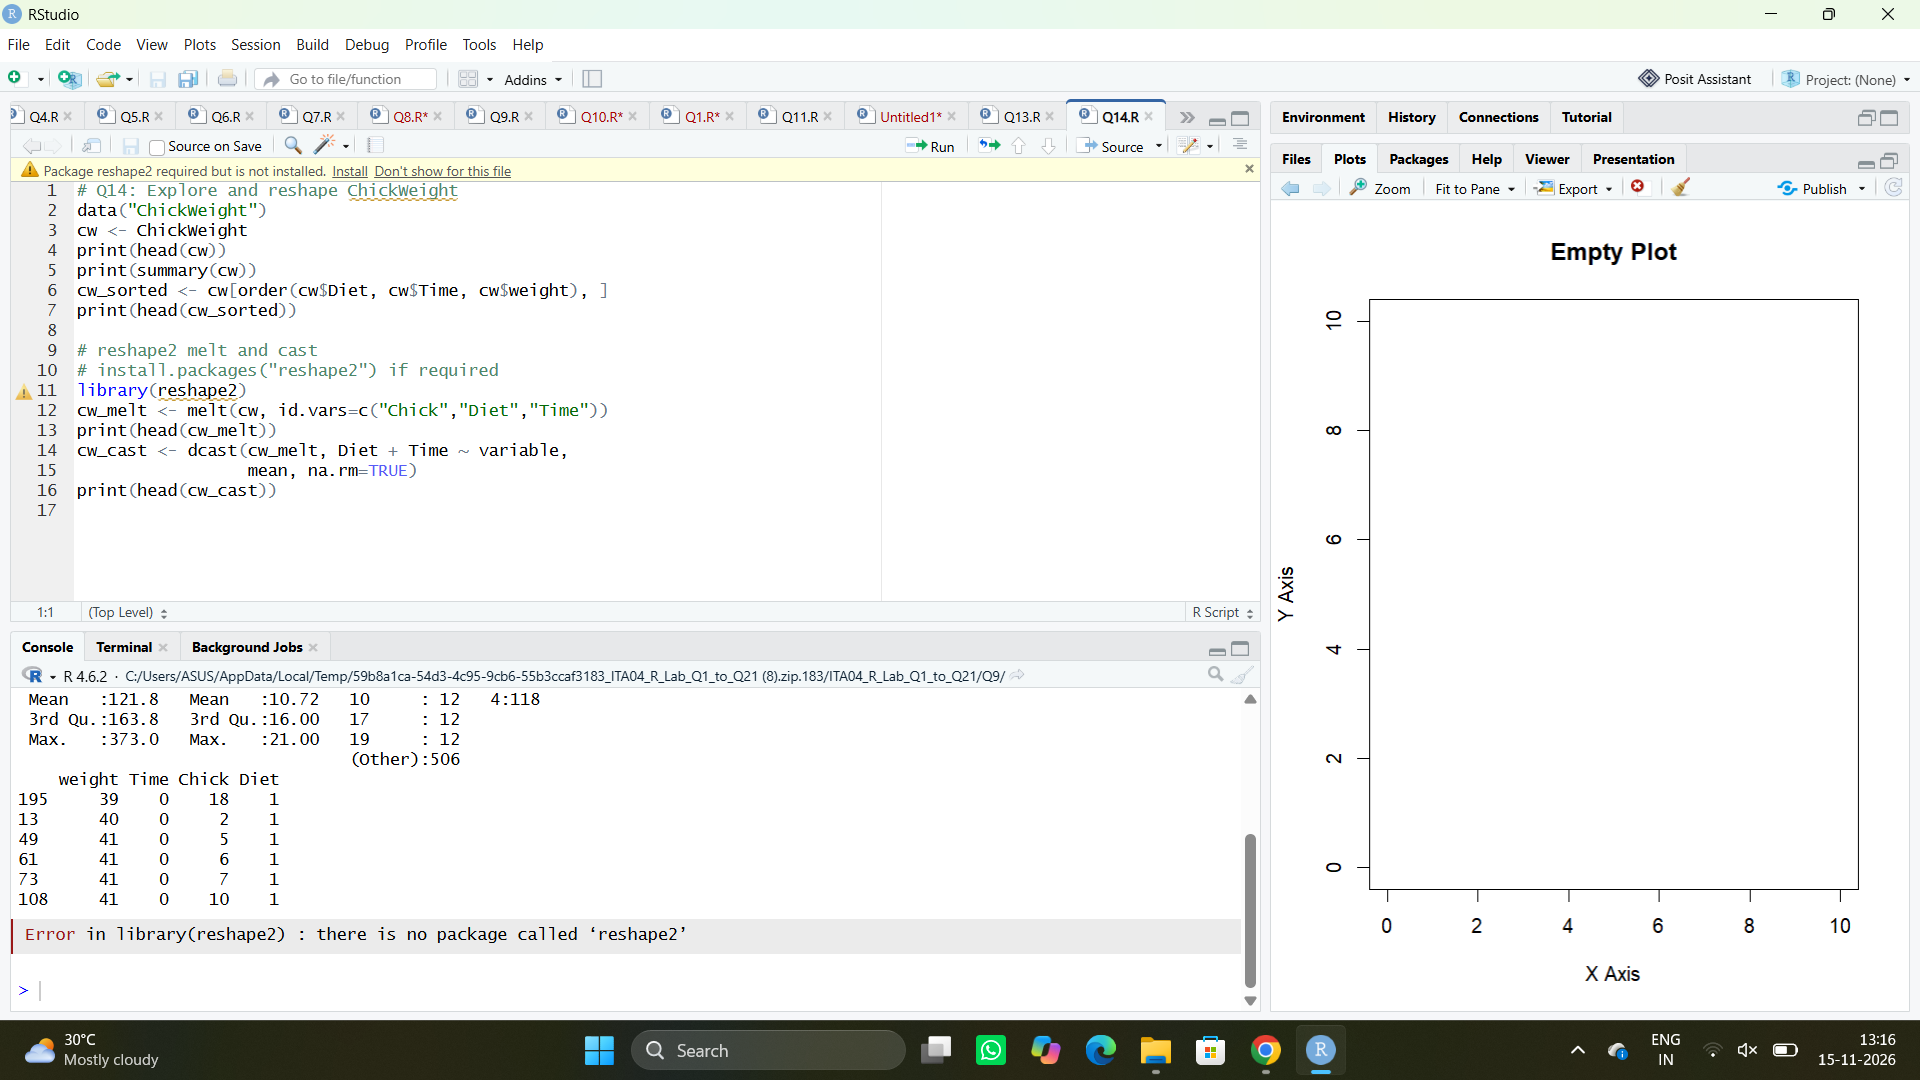 RStudio
File Edit Code View Plots Session Build Debug Profile Tools Help
Go to file/function Addins Posit Assistant Project: (None)
Q4.R Q5.R Q6.R Q7.R Q8.R* Q9.R Q10.R* Q1.R* Q11.R Untitled1* Q13.R Q14.R
Source on Save Run Source
Package reshape2 required but is not installed. Install Don't show for this file
1 # Q14: Explore and reshape ChickWeight
2 data("ChickWeight")
3 cw <- ChickWeight
4 print(head(cw))
5 print(summary(cw))
6 cw_sorted <- cw[order(cw$Diet, cw$Time, cw$weight), ]
7 print(head(cw_sorted))
8
9 # reshape2 melt and cast
10 # install.packages("reshape2") if required
11 library(reshape2)
12 cw_melt <- melt(cw, id.vars=c("Chick","Diet","Time"))
13 print(head(cw_melt))
14 cw_cast <- dcast(cw_melt, Diet + Time ~ variable,
15 mean, na.rm=TRUE)
16 print(head(cw_cast))
17
1:1 (Top Level) R Script
Console Terminal Background Jobs
R 4.6.2 · C:/Users/ASUS/AppData/Local/Temp/59b8a1ca-54d3-4c95-9cb6-55b3ccaf3183_ITA04_R_Lab_Q1_to_Q21 (8).zip.183/ITA04_R_Lab_Q1_to_Q21/Q9/
Mean :121.8 Mean :10.72 10 : 12 4:118
3rd Qu.:163.8 3rd Qu.:16.00 17 : 12
Max. :373.0 Max. :21.00 19 : 12
(Other):506
weight Time Chick Diet
195 39 0 18 1
13 40 0 2 1
49 41 0 5 1
61 41 0 6 1
73 41 0 7 1
108 41 0 10 1
Error in library(reshape2) : there is no package called ‘reshape2’
>
Environment History Connections Tutorial
Files Plots Packages Help Viewer Presentation
Zoom Fit to Pane Export Publish
Empty Plot
10
8
6
4
2
0
Y Axis
0 2 4 6 8 10
X Axis
30°C
Mostly cloudy
Search
ENG
IN
13:16
15-11-2026